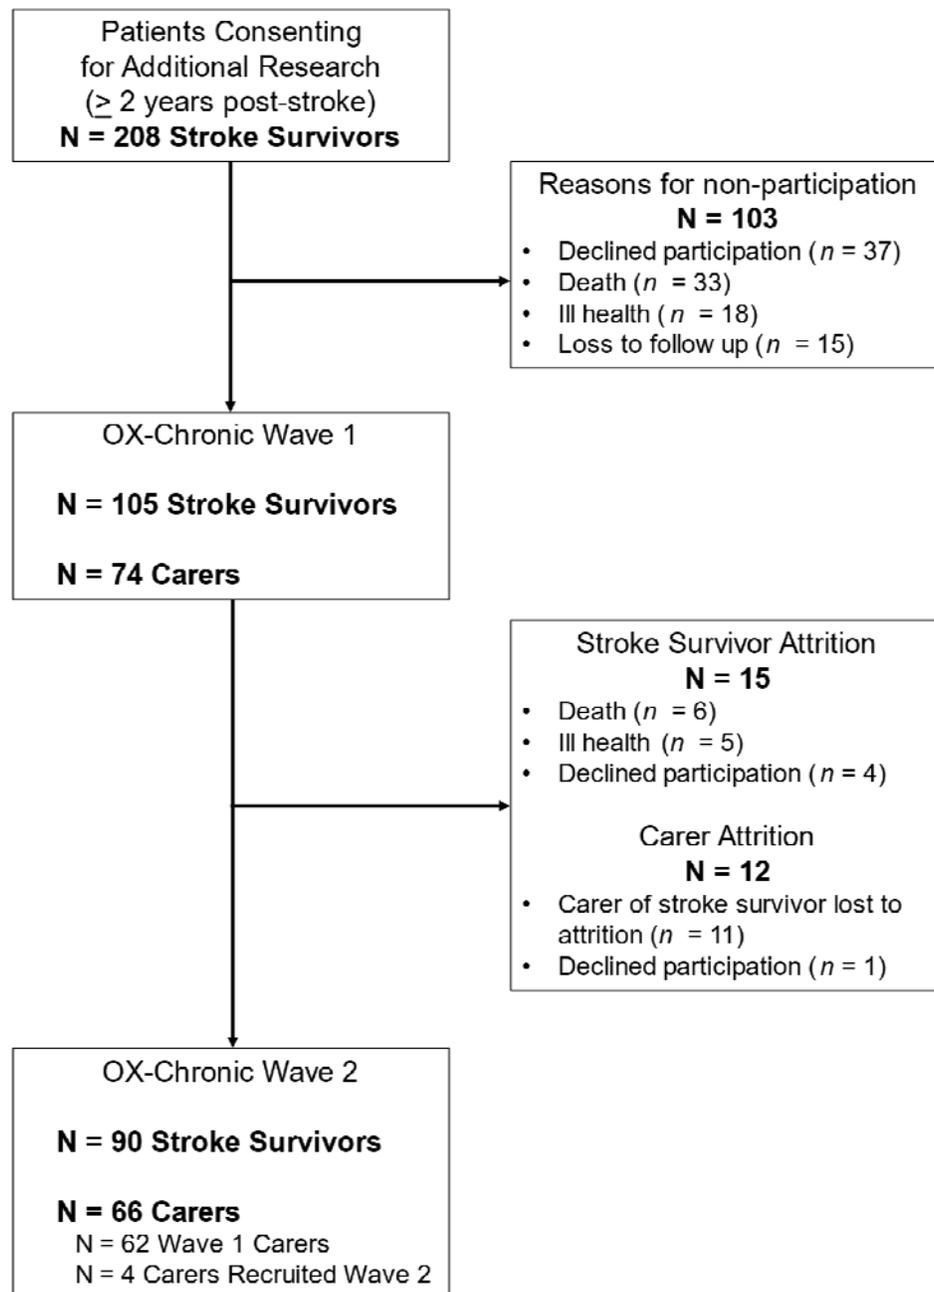 Patients Consenting
for Additional Research
(≥ 2 years post-stroke)
N = 208 Stroke Survivors
Reasons for non-participation
N = 103
• Declined participation (n = 37)
• Death (n = 33)
• Ill health (n = 18)
• Loss to follow up (n = 15)
OX-Chronic Wave 1
N = 105 Stroke Survivors
N = 74 Carers
Stroke Survivor Attrition
N = 15
• Death (n = 6)
• Ill health (n = 5)
• Declined participation (n = 4)
Carer Attrition
N = 12
• Carer of stroke survivor lost to
attrition (n = 11)
• Declined participation (n = 1)
OX-Chronic Wave 2
N = 90 Stroke Survivors
N = 66 Carers
N = 62 Wave 1 Carers
N = 4 Carers Recruited Wave 2